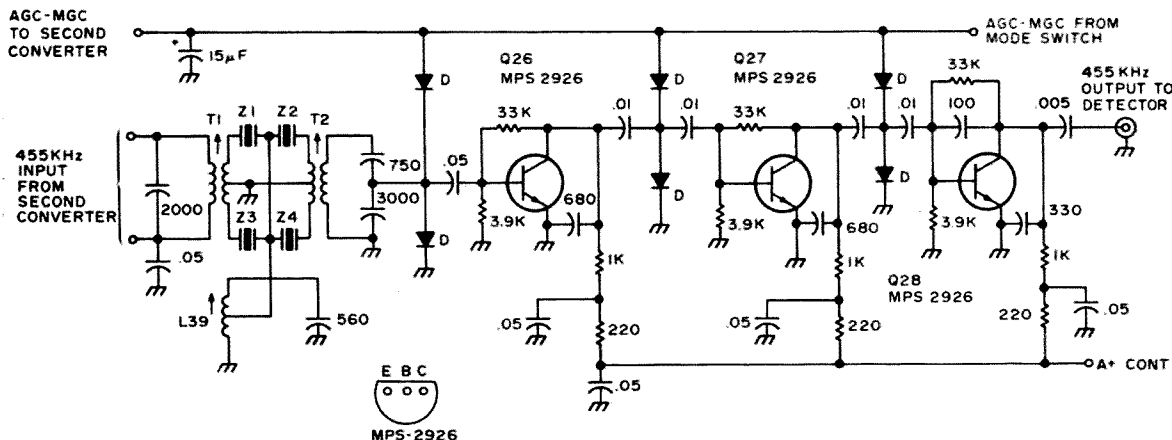 AGC-MGC
TO SECOND
CONVERTER
+
15μF
AGC-MGC FROM
MODE SWITCH
D
D
D
Q26
MPS 2926
Q27
MPS 2926
33K
455KHz
OUTPUT TO
DETECTOR
T1
Z1
Z2
T2
33K
.01
.01
33K
.01
.01
100
.005
455KHz
INPUT
FROM
SECOND
CONVERTER
2000
.05
750
3000
.05
Z3
Z4
D
3.9K
680
D
3.9K
680
D
3.9K
330
1K
1K
1K
Q28
MPS 2926
L39
560
.05
220
.05
220
220
.05
.05
A+ CONT
E B C
MPS-2926